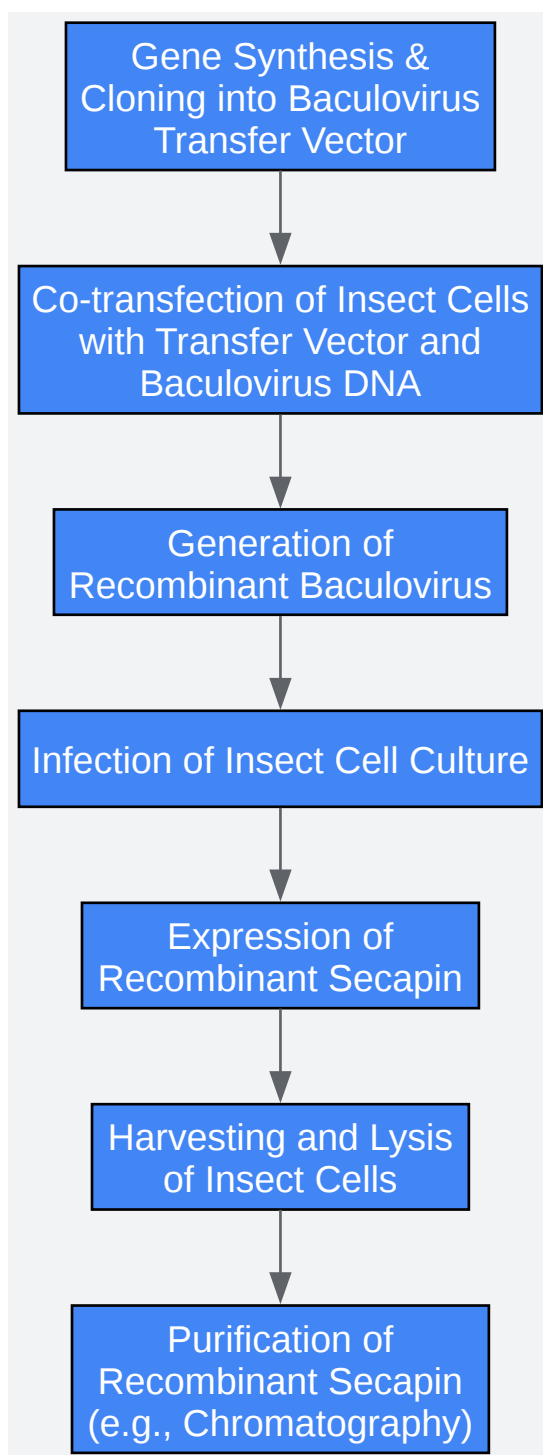 Gene Synthesis &
Cloning into Baculovirus
Transfer Vector
Co-transfection of Insect Cells
with Transfer Vector and
Baculovirus DNA
Generation of
Recombinant Baculovirus
Infection of Insect Cell Culture
Expression of
Recombinant Secapin
Harvesting and Lysis
of Insect Cells
Purification of
Recombinant Secapin
(e.g., Chromatography)